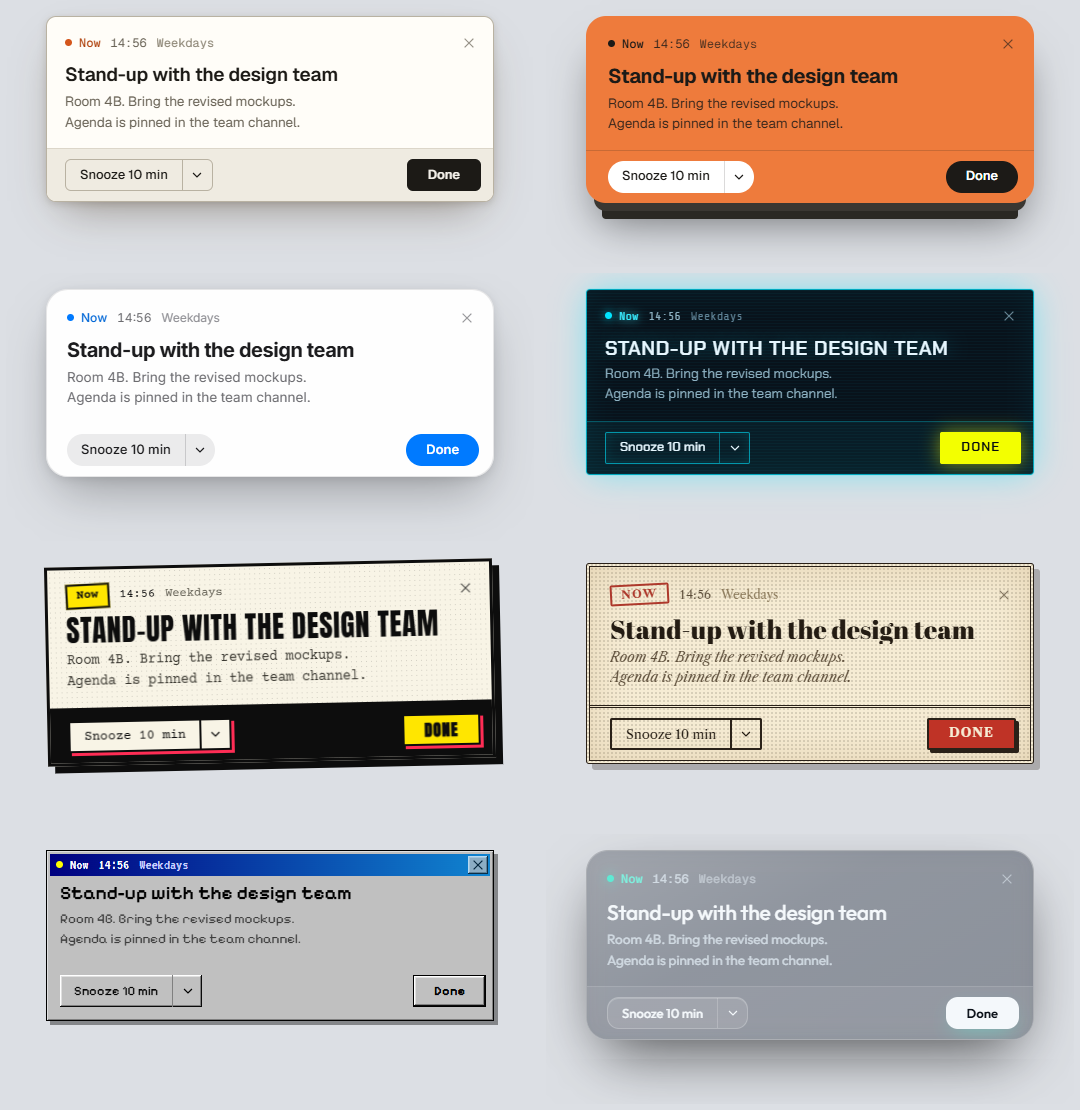 Now 14:56 Weekdays
Stand-up with the design team
Room 4B. Bring the revised mockups.
Agenda is pinned in the team channel.
Snooze 10 min Done
Now 14:56 Weekdays
Stand-up with the design team
Room 4B. Bring the revised mockups.
Agenda is pinned in the team channel.
Snooze 10 min Done
Now 14:56 Weekdays
Stand-up with the design team
Room 4B. Bring the revised mockups.
Agenda is pinned in the team channel.
Snooze 10 min Done
Now 14:56 Weekdays
STAND-UP WITH THE DESIGN TEAM
Room 4B. Bring the revised mockups.
Agenda is pinned in the team channel.
Snooze 10 min DONE
Now 14:56 Weekdays
STAND-UP WITH THE DESIGN TEAM
Room 4B. Bring the revised mockups.
Agenda is pinned in the team channel.
Snooze 10 min DONE
NOW 14:56 Weekdays
Stand-up with the design team
Room 4B. Bring the revised mockups.
Agenda is pinned in the team channel.
Snooze 10 min DONE
Now 14:56 Weekdays
Stand-up with the design team
Room 4B. Bring the revised mockups.
Agenda is pinned in the team channel.
Snooze 10 min Done
Now 14:56 Weekdays
Stand-up with the design team
Room 4B. Bring the revised mockups.
Agenda is pinned in the team channel.
Snooze 10 min Done